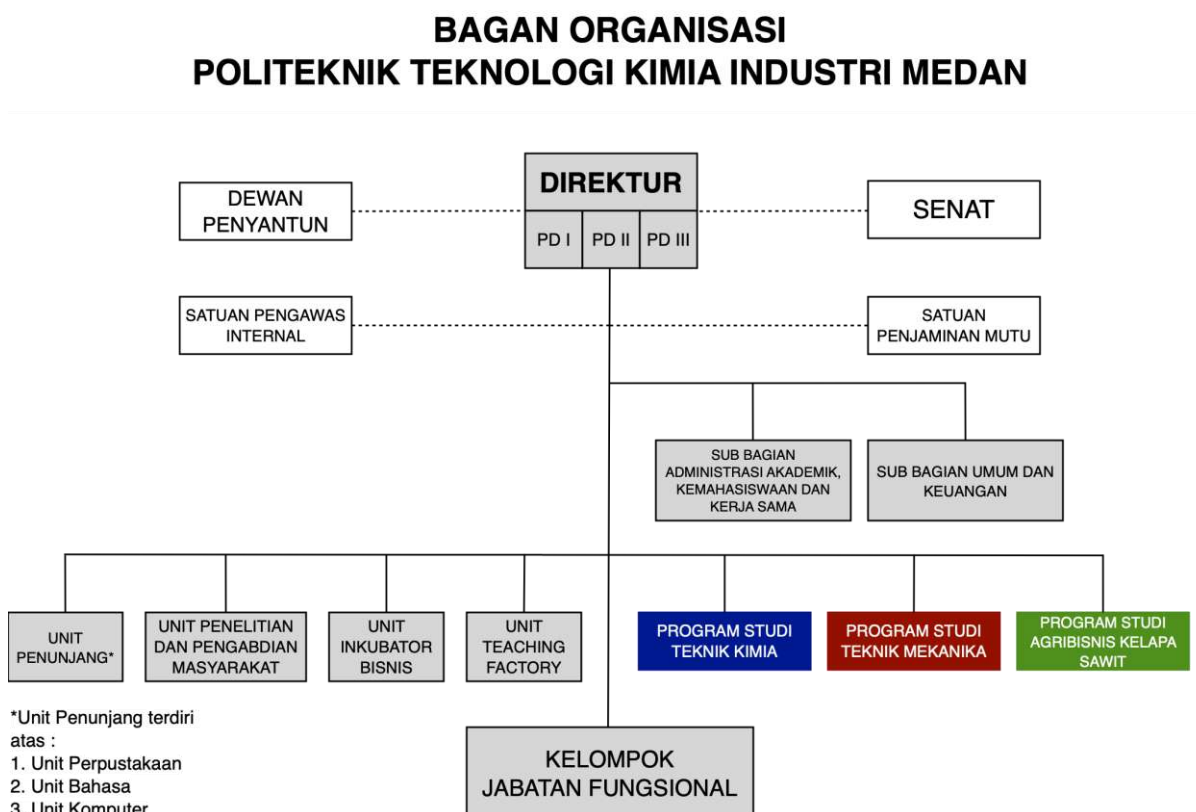 BAGAN ORGANISASI
POLITEKNIK TEKNOLOGI KIMIA INDUSTRI MEDAN
DEWAN
PENYANTUN
DIREKTUR
PD I
PD II
PD III
SENAT
SATUAN PENGAWAS
INTERNAL
SATUAN
PENJAMINAN MUTU
SUB BAGIAN
ADMINISTRASI AKADEMIK,
KEMAHASISWAAN DAN
KERJA SAMA
SUB BAGIAN UMUM DAN
KEUANGAN
UNIT
PENUNJANG*
UNIT PENELITIAN
DAN PENGABDIAN
MASYARAKAT
UNIT
INKUBATOR
BISNIS
UNIT
TEACHING
FACTORY
PROGRAM STUDI
TEKNIK KIMIA
PROGRAM STUDI
TEKNIK MEKANIKA
PROGRAM STUDI
AGRIBISNIS KELAPA
SAWIT
*Unit Penunjang terdiri
atas :
1. Unit Perpustakaan
2. Unit Bahasa
3. Unit Komputer
KELOMPOK
JABATAN FUNGSIONAL